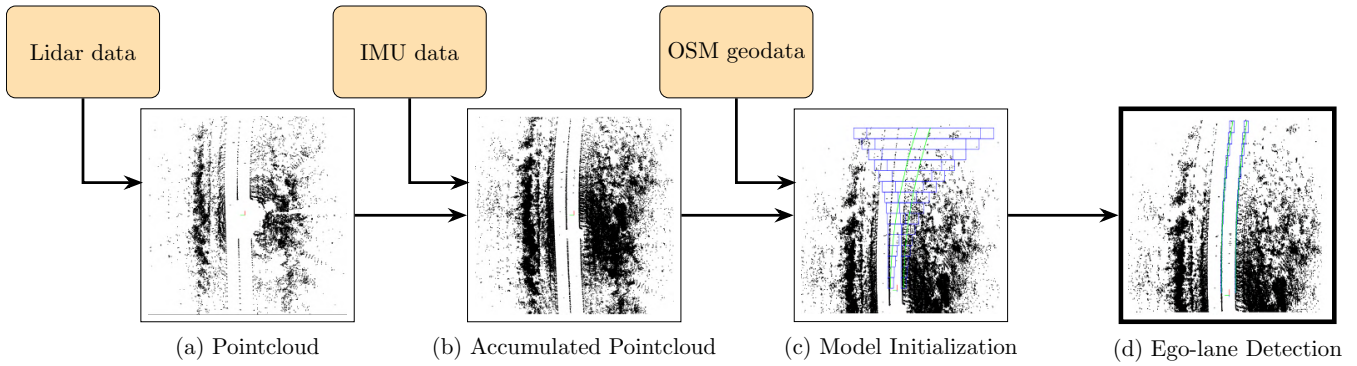 Lidar data
IMU data
OSM geodata
(a) Pointcloud
(b) Accumulated Pointcloud
(c) Model Initialization
(d) Ego-lane Detection